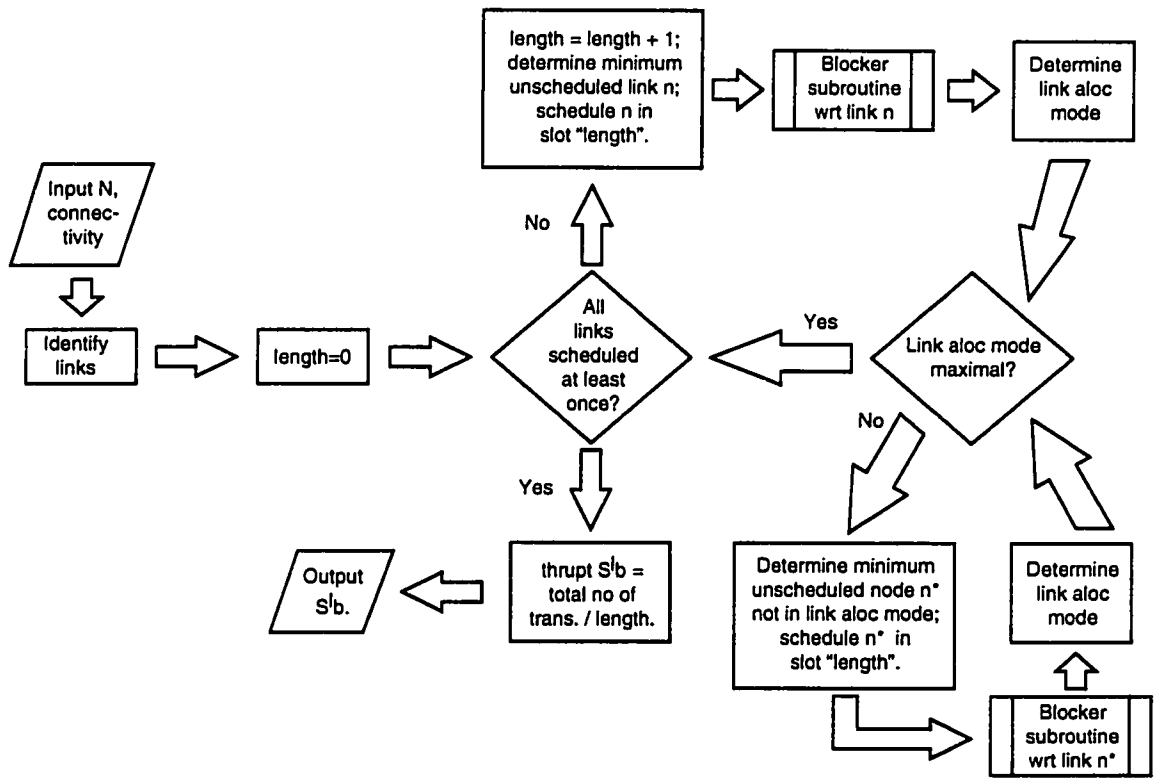 Input N,
connec-
tivity
Identify
links
length=0
All
links
scheduled
at least
once?
No
length = length + 1;
determine minimum
unscheduled link n;
schedule n in
slot "length".
Blocker
subroutine
wrt link n
Determine
link aloc
mode
Link aloc mode
maximal?
Yes
No
Determine minimum
unscheduled node n*
not in link aloc mode;
schedule n* in
slot "length".
Blocker
subroutine
wrt link n*
Determine
link aloc
mode
Yes
thrupt Sˡb =
total no of
trans. / length.
Output
Sˡb.